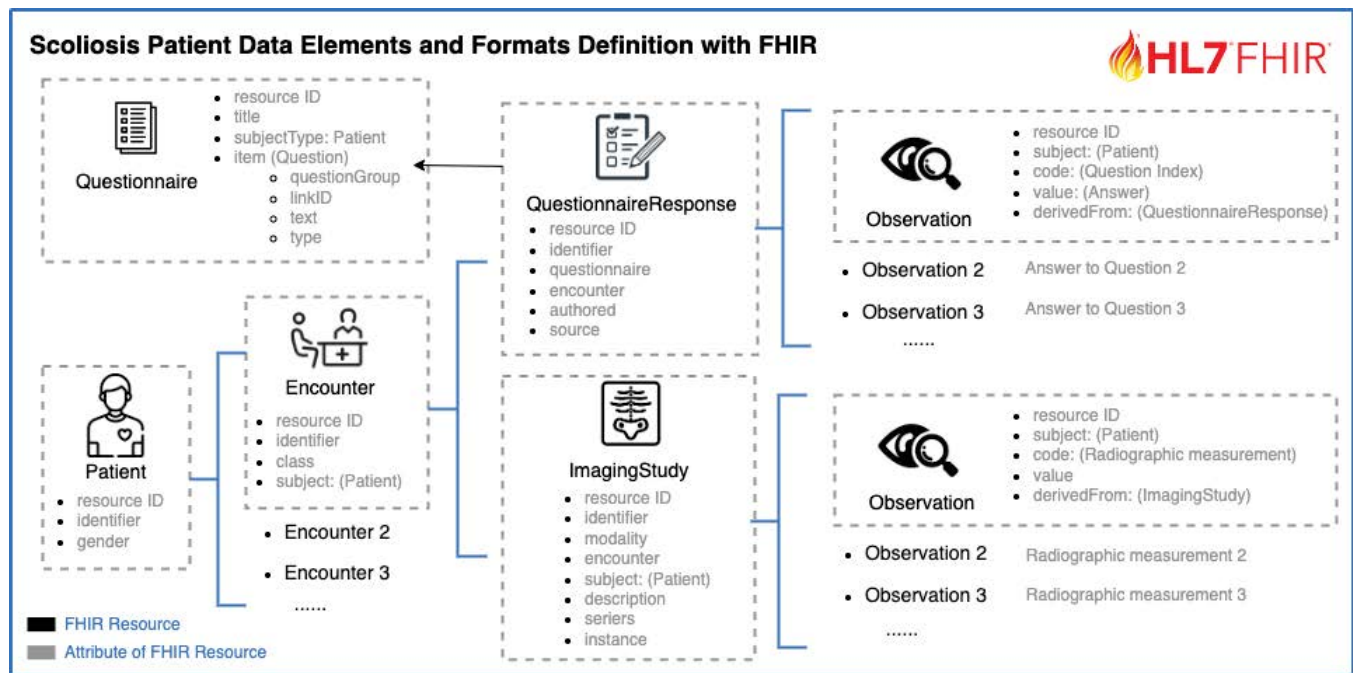 Scoliosis Patient Data Elements and Formats Definition with FHIR
HL7 FHIR®
Questionnaire
resource ID
title
subjectType: Patient
item (Question)
questionGroup
linkID
text
type
QuestionnaireResponse
resource ID
identifier
questionnaire
encounter
authored
source
Observation
resource ID
subject: (Patient)
code: (Question Index)
value: (Answer)
derivedFrom: (QuestionnaireResponse)
Observation 2 Answer to Question 2
Observation 3 Answer to Question 3
......
Patient
resource ID
identifier
gender
Encounter
resource ID
identifier
class
subject: (Patient)
Encounter 2
Encounter 3
......
ImagingStudy
resource ID
identifier
modality
encounter
subject: (Patient)
description
seriers
instance
Observation
resource ID
subject: (Patient)
code: (Radiographic measurement)
value
derivedFrom: (ImagingStudy)
Observation 2 Radiographic measurement 2
Observation 3 Radiographic measurement 3
......
FHIR Resource
Attribute of FHIR Resource